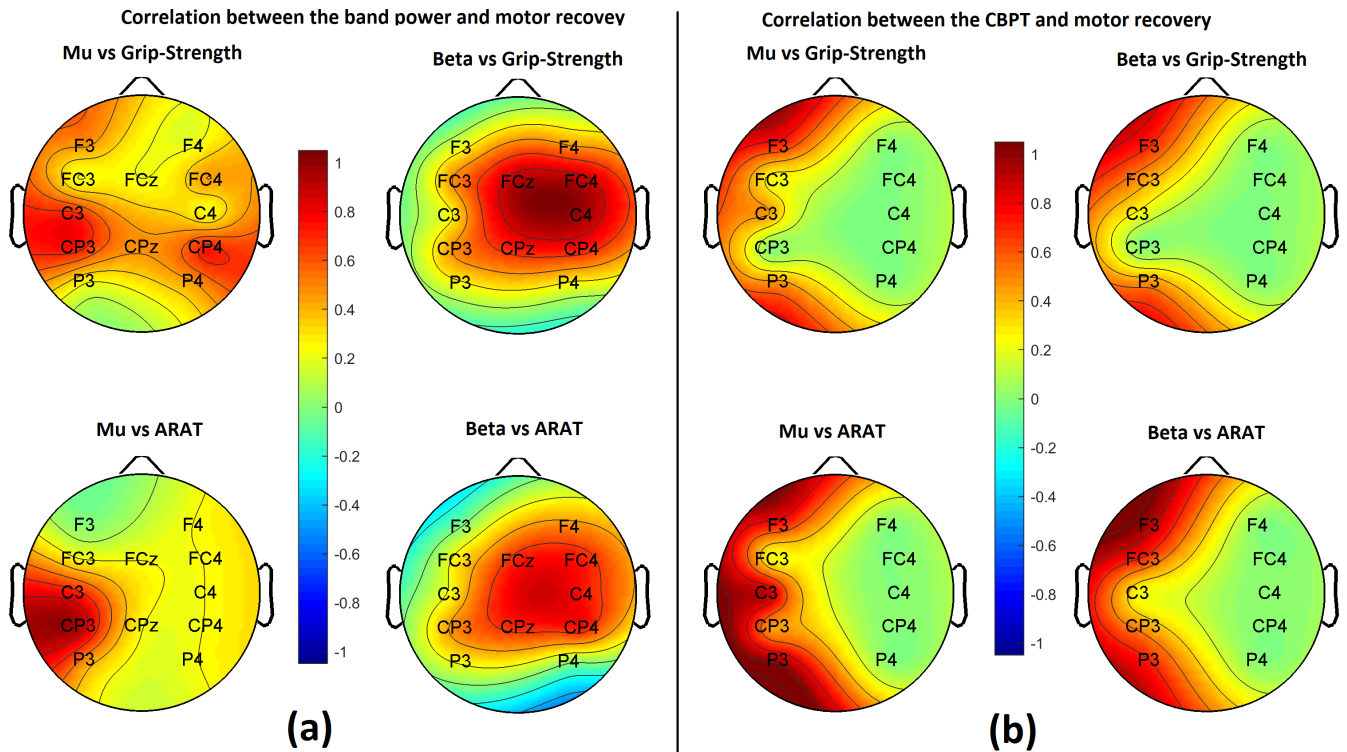 Correlation between the band power and motor recovey
Mu vs Grip-Strength
Beta vs Grip-Strength
F3 F4
FC3 FCz FC4
C3 C4
CP3 CPz CP4
P3 P4
F3 F4
FC3 FCz FC4
C3 C4
CP3 CPz CP4
P3 P4
1
0.8
0.6
0.4
0.2
0
-0.2
-0.4
-0.6
-0.8
-1
Mu vs ARAT
Beta vs ARAT
F3 F4
FC3 FCz FC4
C3 C4
CP3 CPz CP4
P3 P4
F3 F4
FC3 FCz FC4
C3 C4
CP3 CPz CP4
P3 P4
(a)
Correlation between the CBPT and motor recovery
Mu vs Grip-Strength
Beta vs Grip-Strength
F3 F4
FC3 FC4
C3 C4
CP3 CP4
P3 P4
F3 F4
FC3 FC4
C3 C4
CP3 CP4
P3 P4
1
0.8
0.6
0.4
0.2
0
-0.2
-0.4
-0.6
-0.8
-1
Mu vs ARAT
Beta vs ARAT
F3 F4
FC3 FC4
C3 C4
CP3 CP4
P3 P4
F3 F4
FC3 FC4
C3 C4
CP3 CP4
P3 P4
(b)